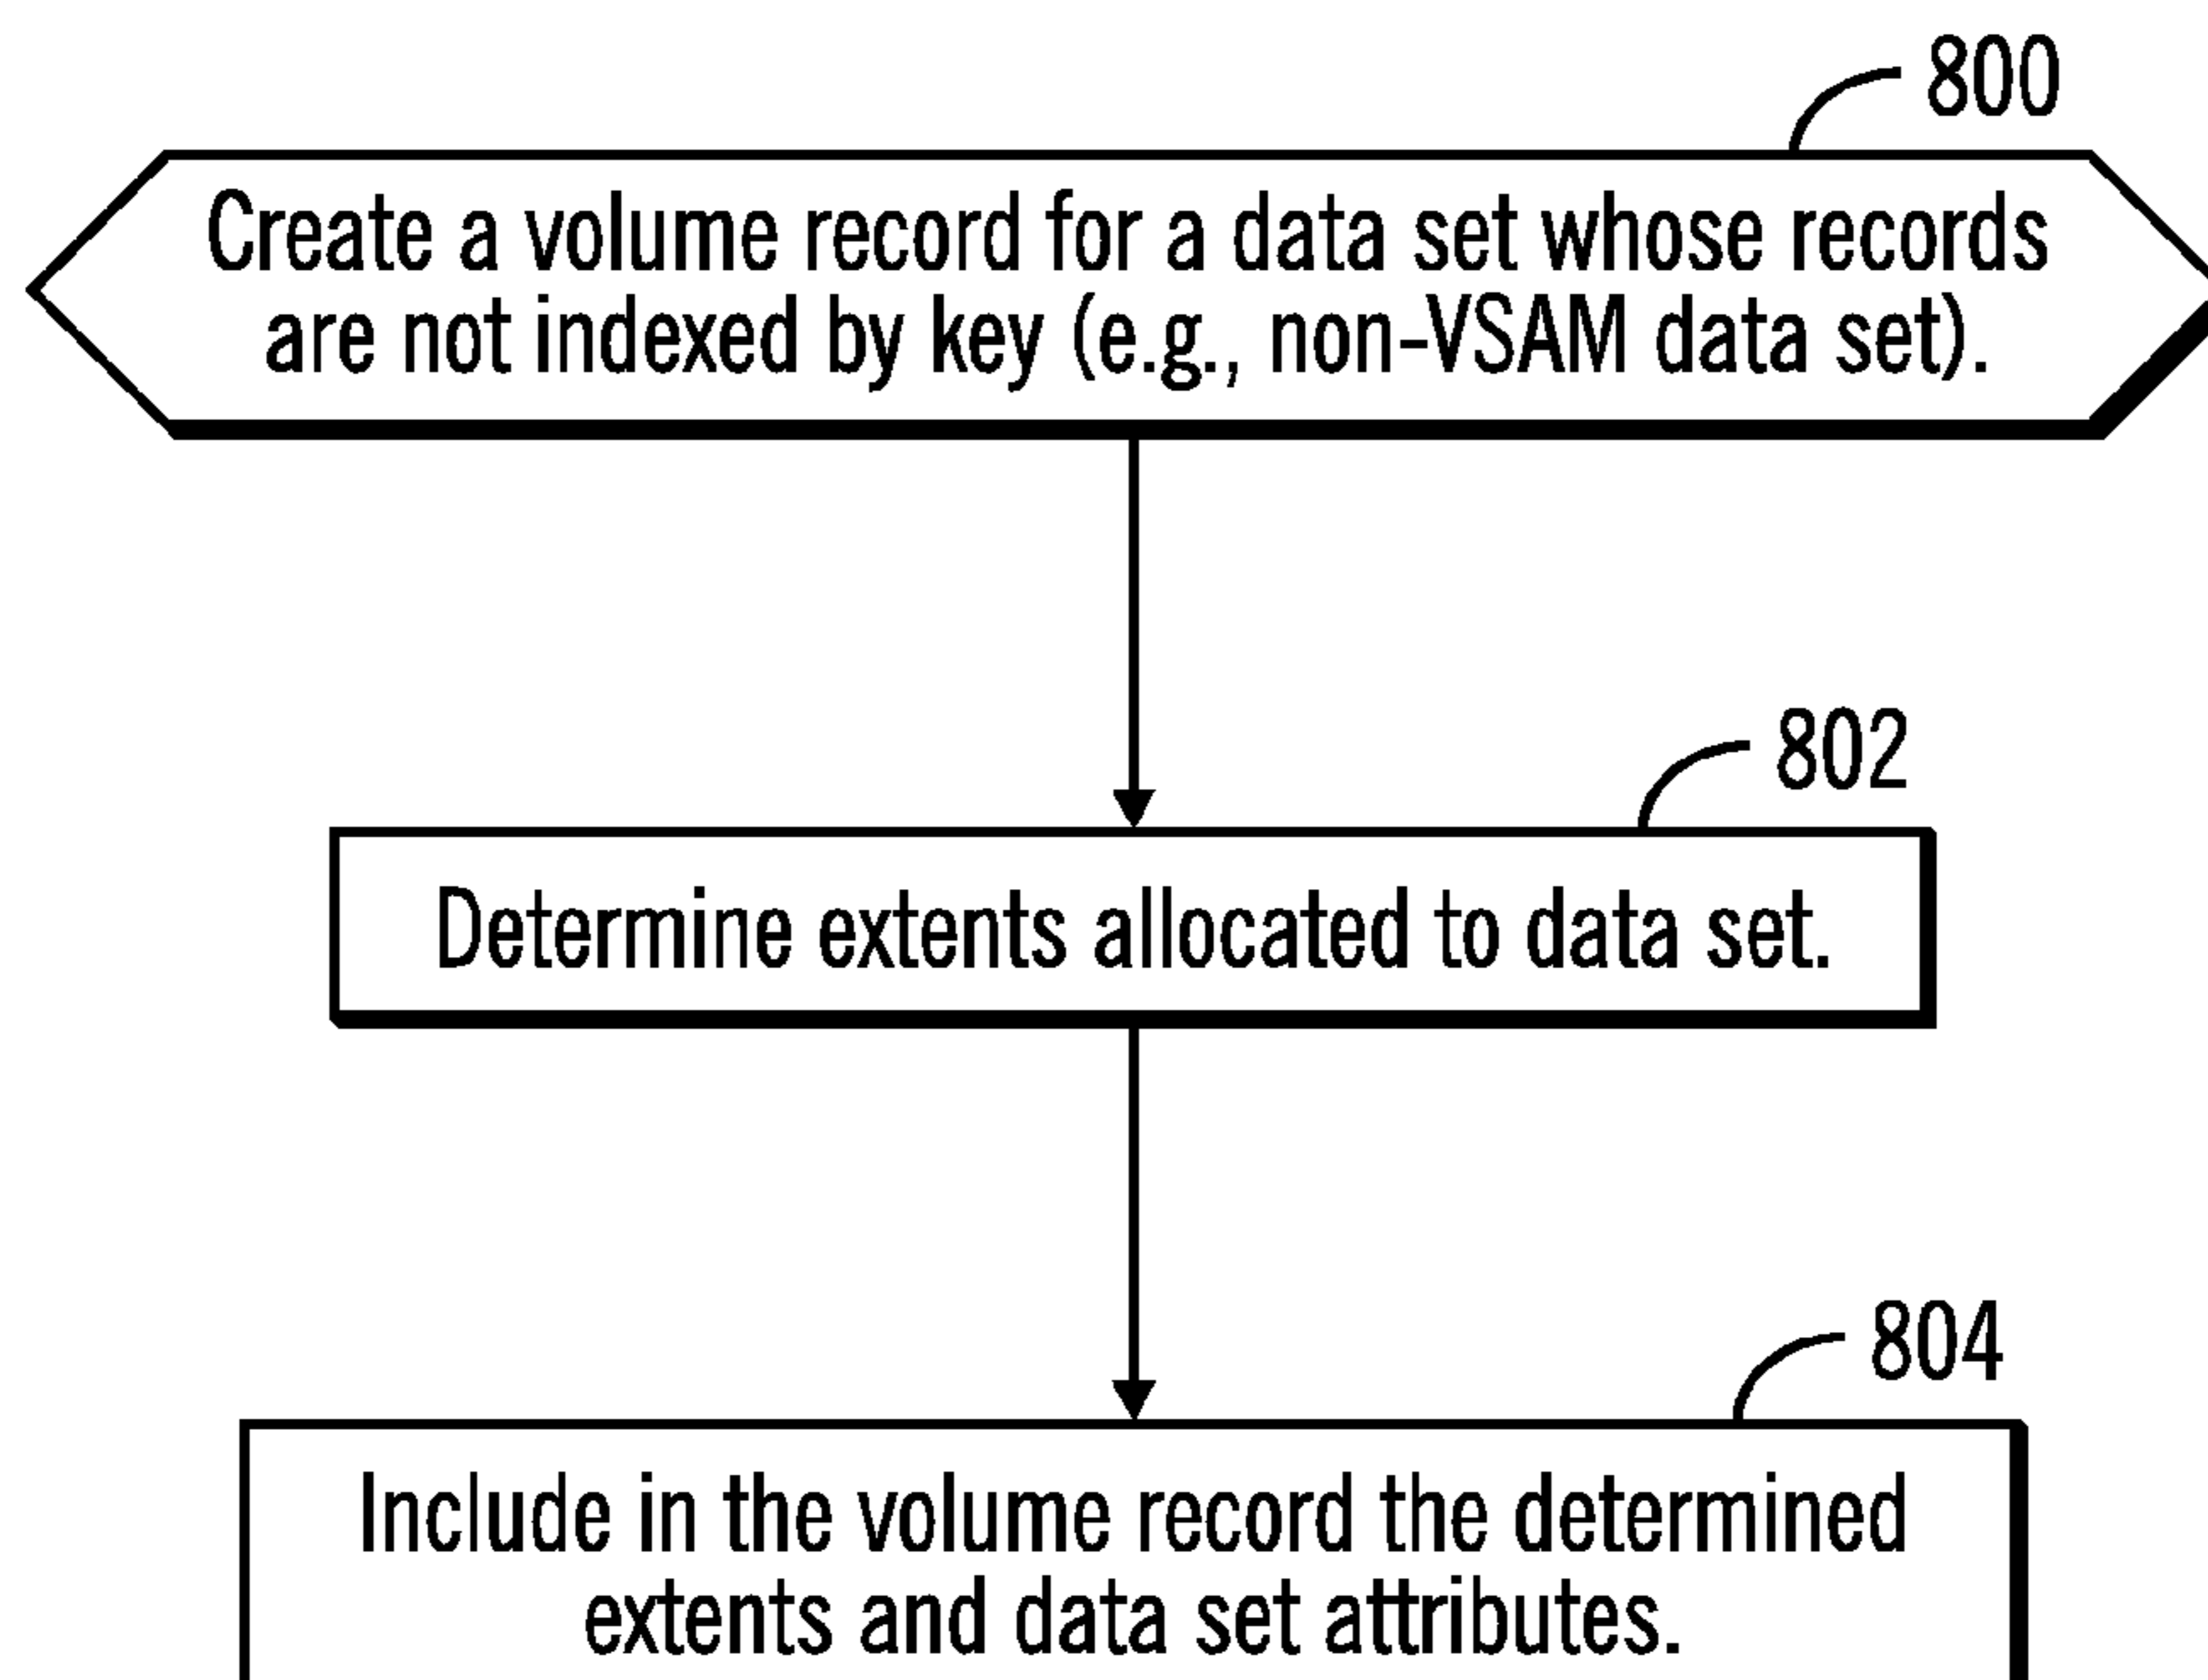 800
Create a volume record for a data set whose records
are not indexed by key (e.g., non-VSAM data set).
802
Determine extents allocated to data set.
804
Include in the volume record the determined
extents and data set attributes.